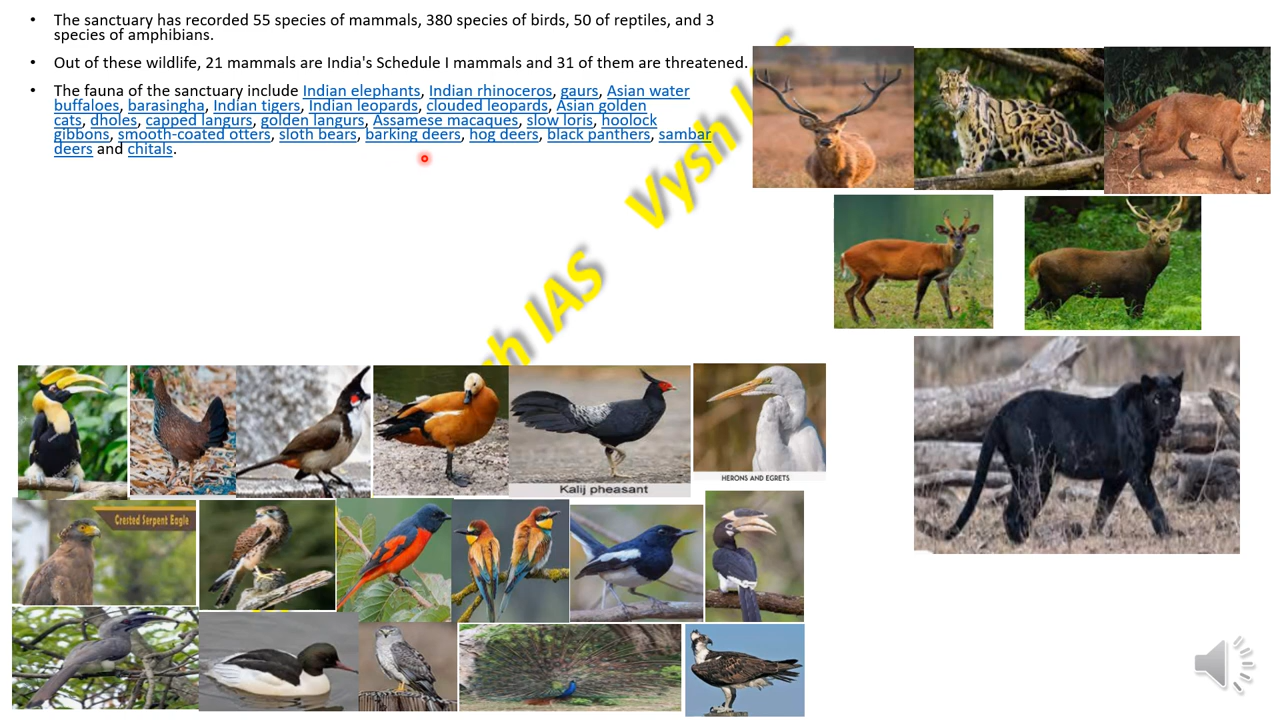 • The sanctuary has recorded 55 species of mammals, 380 species of birds, 50 of reptiles, and 3
species of amphibians.
• Out of these wildlife, 21 mammals are India's Schedule I mammals and 31 of them are threatened.
• The fauna of the sanctuary include Indian elephants, Indian rhinoceros, gaurs, Asian water
buffaloes, barasingha, Indian tigers, Indian leopards, clouded leopards, Asian golden
cats, dholes, capped langurs, golden langurs, Assamese macaques, slow loris, hoolock
gibbons, smooth-coated otters, sloth bears, barking deers, hog deers, black panthers, sambar
deers and chitals.
Vysh IAS
sh IAS
Kalij pheasant
HERONS AND EGRETS
Crested Serpent Eagle